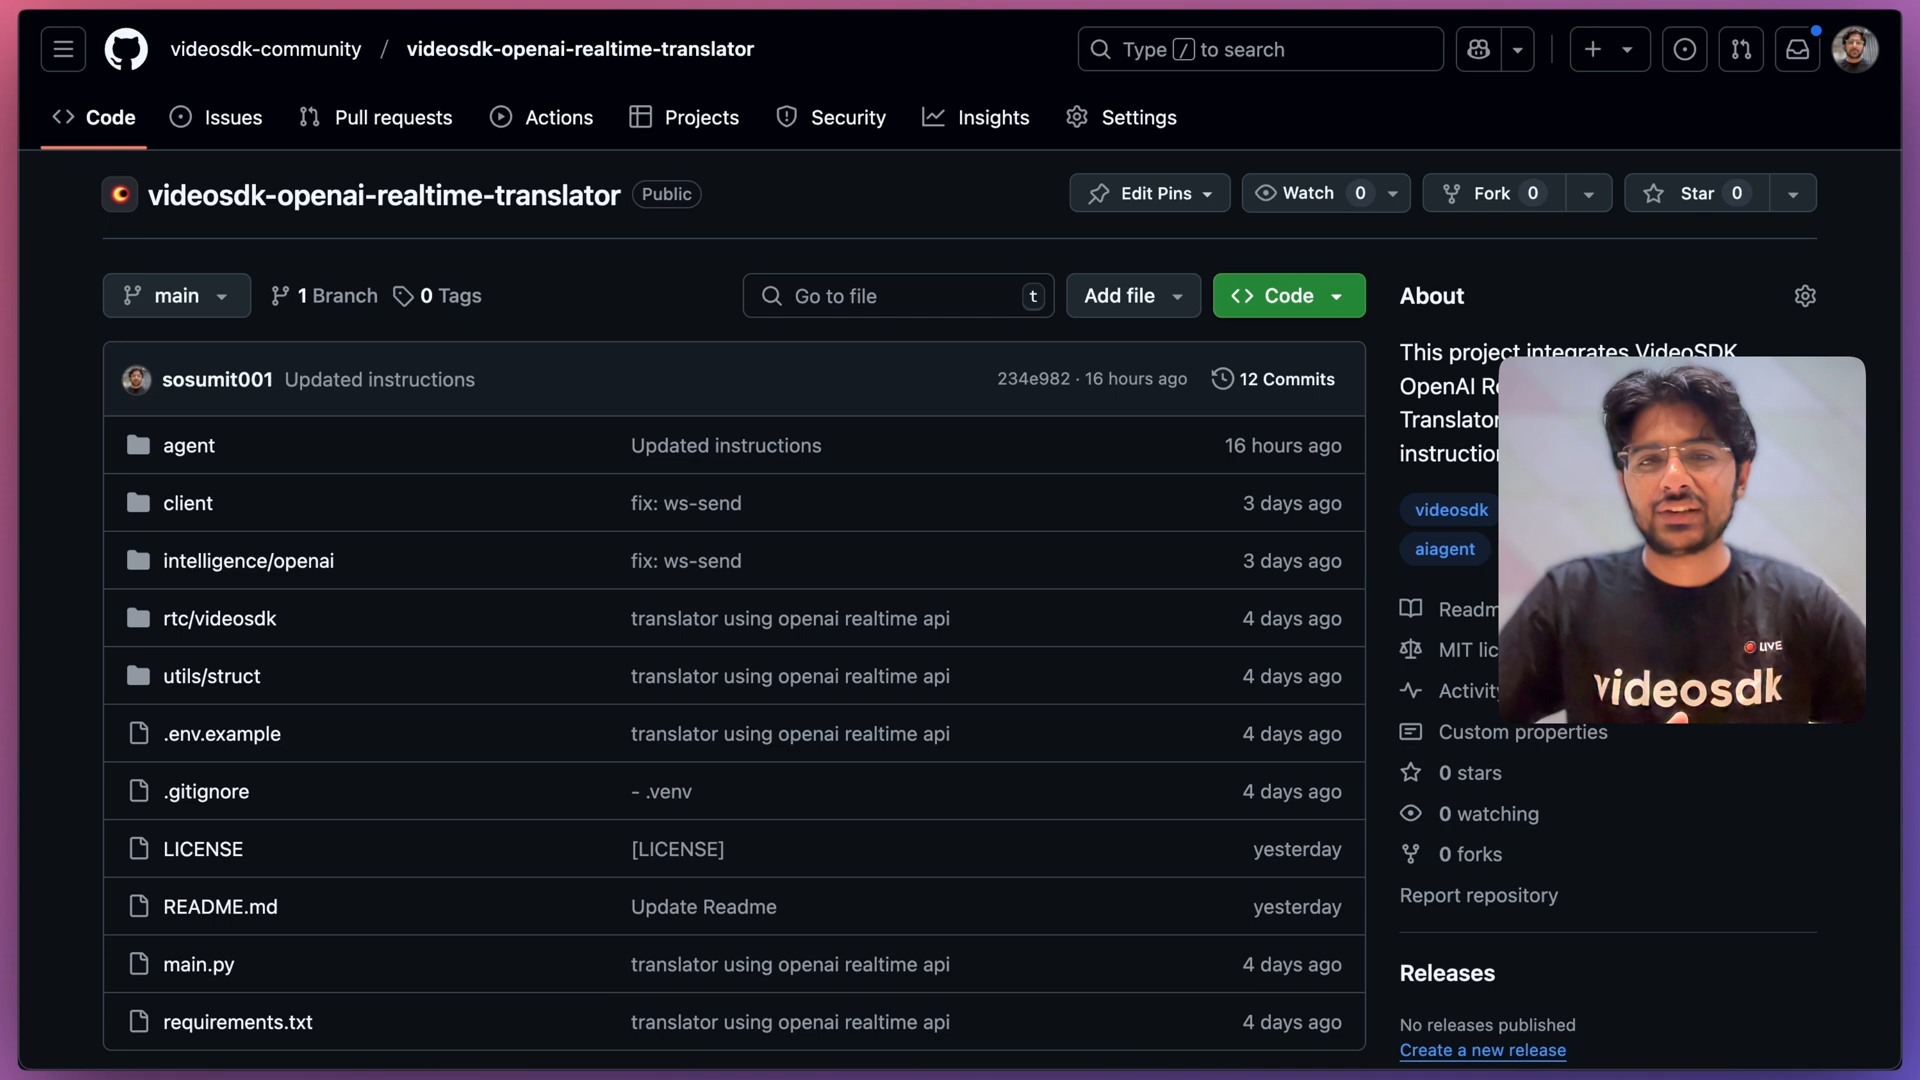 videosdk-community / videosdk-openai-realtime-translator
Type / to search
Code Issues Pull requests Actions Projects Security Insights Settings
videosdk-openai-realtime-translator Public
Edit Pins Watch 0 Fork 0 Star 0
main 1 Branch 0 Tags
Go to file t Add file Code
sosumit001 Updated instructions 234e982 · 16 hours ago 12 Commits
agent Updated instructions 16 hours ago
client fix: ws-send 3 days ago
intelligence/openai fix: ws-send 3 days ago
rtc/videosdk translator using openai realtime api 4 days ago
utils/struct translator using openai realtime api 4 days ago
.env.example translator using openai realtime api 4 days ago
.gitignore - .venv 4 days ago
LICENSE [LICENSE] yesterday
README.md Update Readme yesterday
main.py translator using openai realtime api 4 days ago
requirements.txt translator using openai realtime api 4 days ago
About
This project integrates VideoSDK
OpenAI
Translator
videosdk
aiagent
MIT
Custom properties
0 stars
0 watching
0 forks
Report repository
Releases
No releases published
Create a new release
LIVE
videosdk